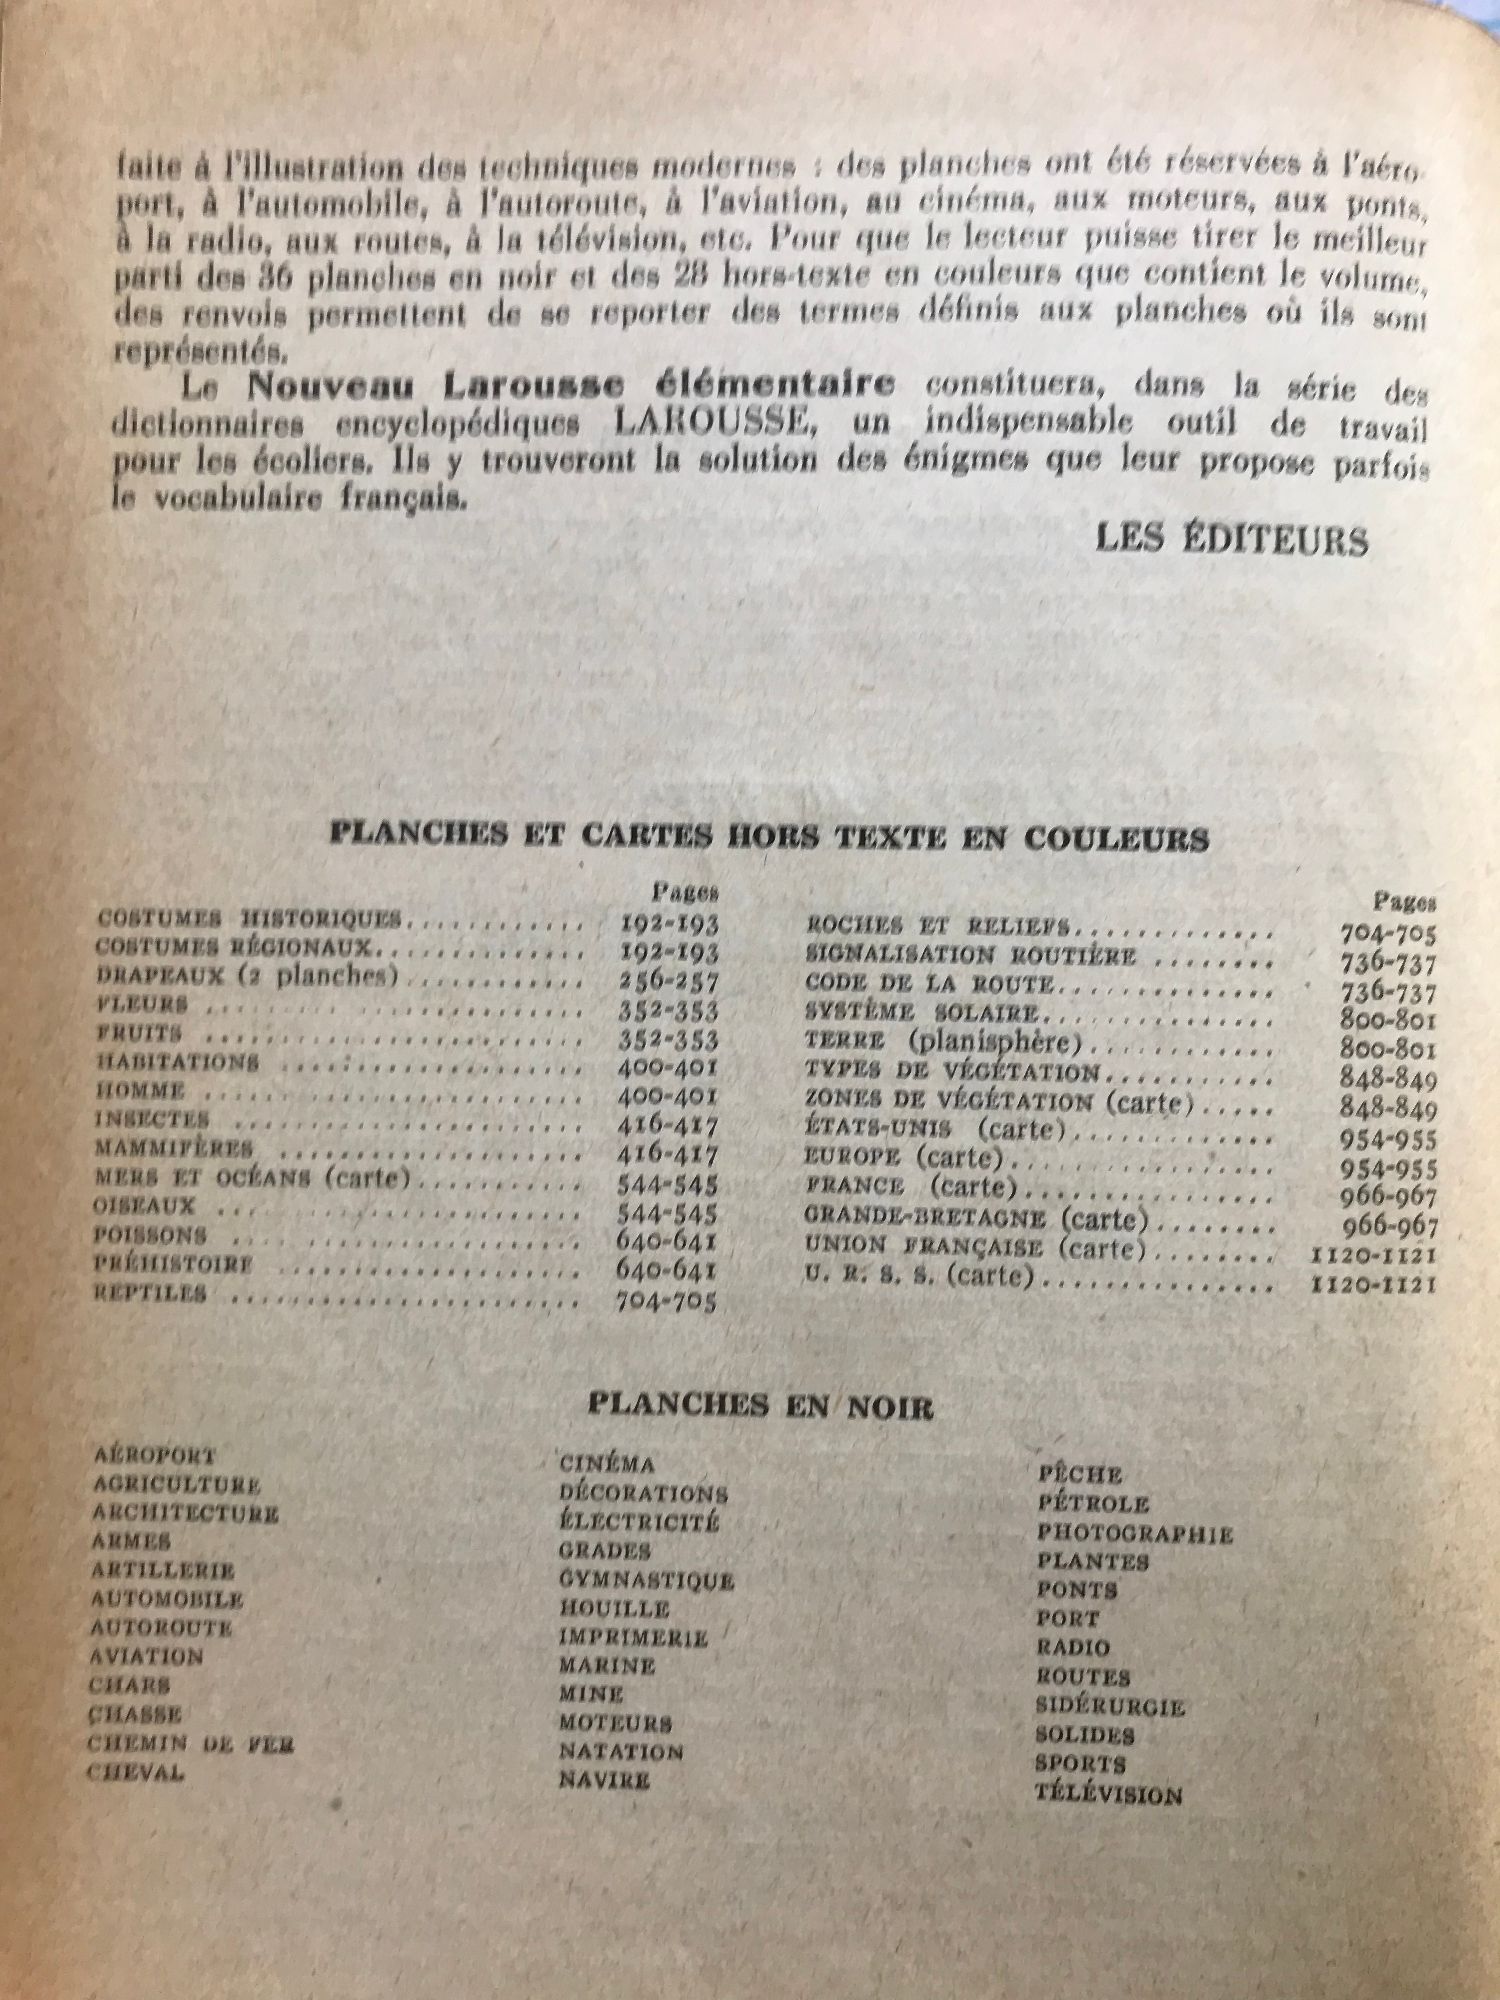 faite à l'illustration des techniques modernes : des planches ont été réservées à l'aéro-
port, à l'automobile, à l'autoroute, à l'aviation, au cinéma, aux moteurs, aux ponts,
à la radio, aux routes, à la télévision, etc. Pour que le lecteur puisse tirer le meilleur
parti des 36 planches en noir et des 28 hors-texte en couleurs que contient le volume,
des renvois permettent de se reporter des termes définis aux planches où ils sont
représentés.
Le Nouveau Larousse élémentaire constituera, dans la série des
dictionnaires encyclopédiques LAROUSSE, un indispensable outil de travail
pour les écoliers. Ils y trouveront la solution des énigmes que leur propose parfois
le vocabulaire français.
LES ÉDITEURS
PLANCHES ET CARTES HORS TEXTE EN COULEURS
Pages
COSTUMES HISTORIQUES............. 192-193
COSTUMES RÉGIONAUX.............. 192-193
DRAPEAUX (2 planches)............ 256-257
FLEURS ........................ 352-353
FRUITS ........................ 352-353
HABITATIONS .................... 400-401
HOMME ........................ 400-401
INSECTES ...................... 416-417
MAMMIFÈRES .................... 416-417
MERS ET OCÉANS (carte)........... 544-545
OISEAUX ....................... 544-545
POISSONS ...................... 640-641
PRÉHISTOIRE .................... 640-641
REPTILES ...................... 704-705
Pages
ROCHES ET RELIEFS............. 704-705
SIGNALISATION ROUTIÈRE ........ 736-737
CODE DE LA ROUTE.............. 736-737
SYSTÈME SOLAIRE............... 800-801
TERRE (planisphère)............ 800-801
TYPES DE VÉGÉTATION........... 848-849
ZONES DE VÉGÉTATION (carte)..... 848-849
ÉTATS-UNIS (carte)............. 954-955
EUROPE (carte)................. 954-955
FRANCE (carte)................ 966-967
GRANDE-BRETAGNE (carte)........ 966-967
UNION FRANÇAISE (carte)........ 1120-1121
U. R. S. S. (carte)............... 1120-1121
PLANCHES EN NOIR
AÉROPORT
AGRICULTURE
ARCHITECTURE
ARMES
ARTILLERIE
AUTOMOBILE
AUTOROUTE
AVIATION
CHARS
CHASSE
CHEMIN DE FER
CHEVAL
CINÉMA
DÉCORATIONS
ÉLECTRICITÉ
GRADES
GYMNASTIQUE
HOUILLE
IMPRIMERIE
MARINE
MINE
MOTEURS
NATATION
NAVIRE
PÊCHE
PÉTROLE
PHOTOGRAPHIE
PLANTES
PONTS
PORT
RADIO
ROUTES
SIDÉRURGIE
SOLIDES
SPORTS
TÉLÉVISION